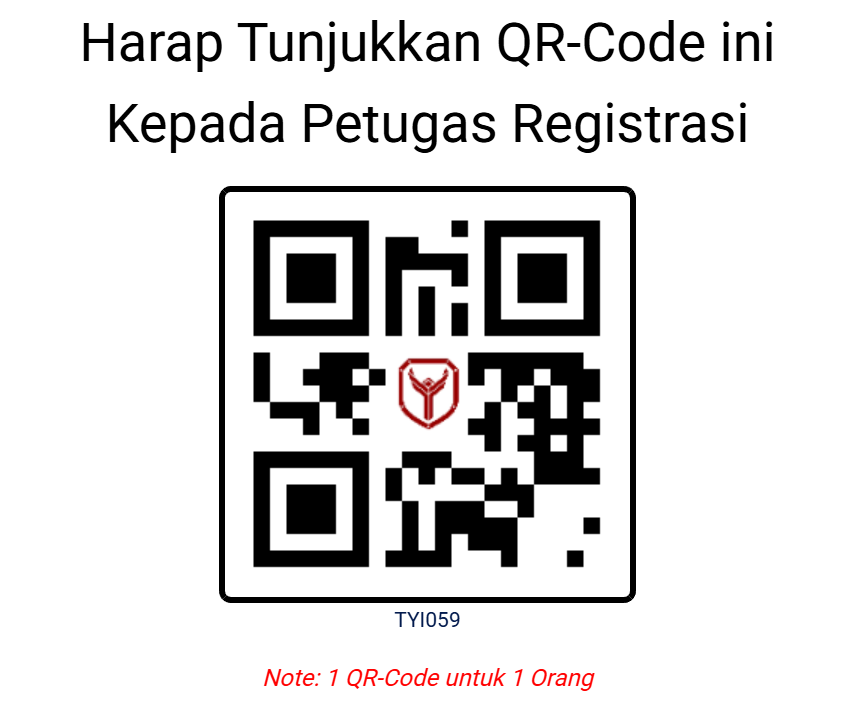 Harap Tunjukkan QR-Code ini
Kepada Petugas Registrasi
TYI059
Note: 1 QR-Code untuk 1 Orang